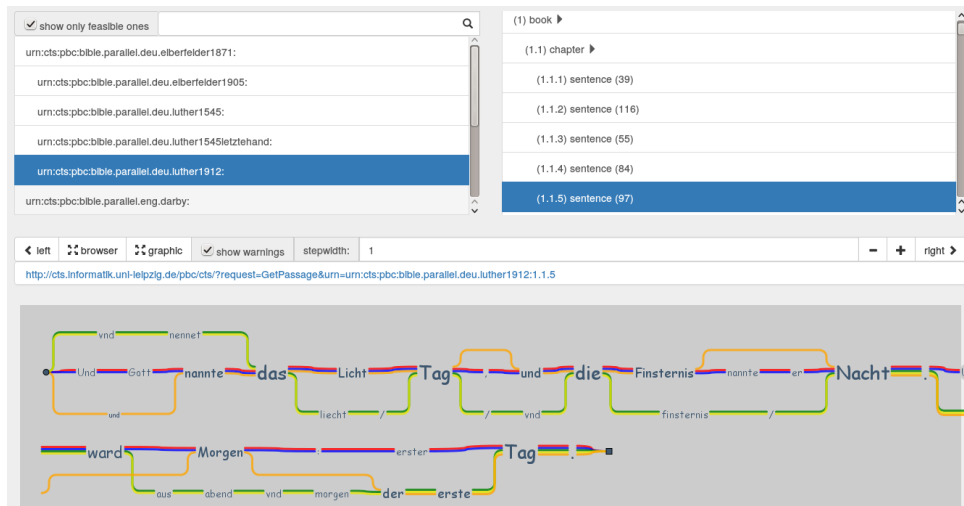 show only feasible ones
urn:cts:pbc:bible.parallel.deu.elberfelder1871:
urn:cts:pbc:bible.parallel.deu.elberfelder1905:
urn:cts:pbc:bible.parallel.deu.luther1545:
urn:cts:pbc:bible.parallel.deu.luther1545letztehand:
urn:cts:pbc:bible.parallel.deu.luther1912:
urn:cts:pbc:bible.parallel.eng.darby:
(1) book
(1.1) chapter
(1.1.1) sentence (39)
(1.1.2) sentence (116)
(1.1.3) sentence (55)
(1.1.4) sentence (84)
(1.1.5) sentence (97)
left browser graphic show warnings stepwidth: 1 - + right
http://cts.informatik.uni-leipzig.de/pbc/cts/?request=GetPassage&urn=urn:cts:pbc:bible.parallel.deu.luther1912:1.1.5
vnd nennet
Und Gott nannte das Licht Tag , und die Finsternis nannte er Nacht .
und liecht / / vnd finsternis /
ward Morgen : erster Tag .
aus abend vnd morgen der erste